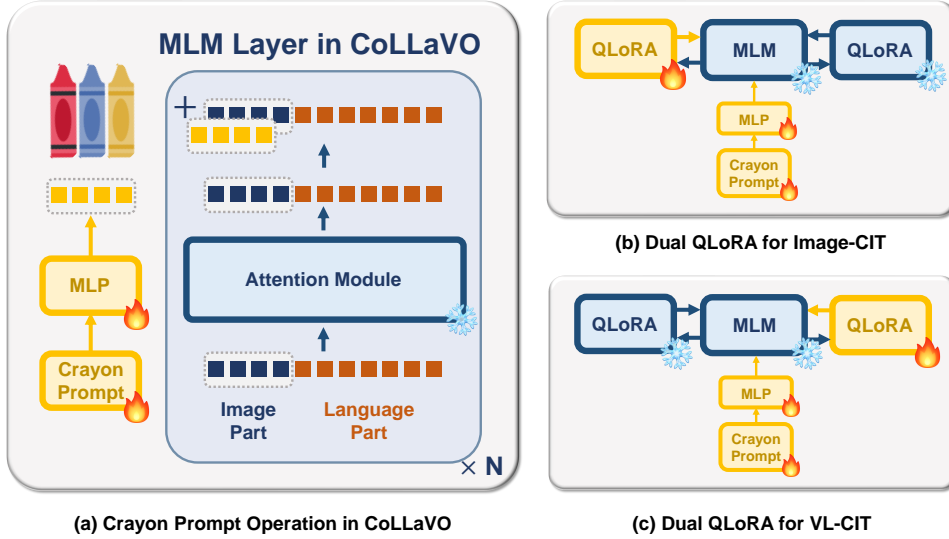 MLM Layer in CoLLaVO
+
Attention Module
MLP
Crayon
Prompt
Image
Part
Language
Part
× N
(a) Crayon Prompt Operation in CoLLaVO
QLoRA
MLM
QLoRA
MLP
Crayon
Prompt
(b) Dual QLoRA for Image-CIT
QLoRA
MLM
QLoRA
MLP
Crayon
Prompt
(c) Dual QLoRA for VL-CIT